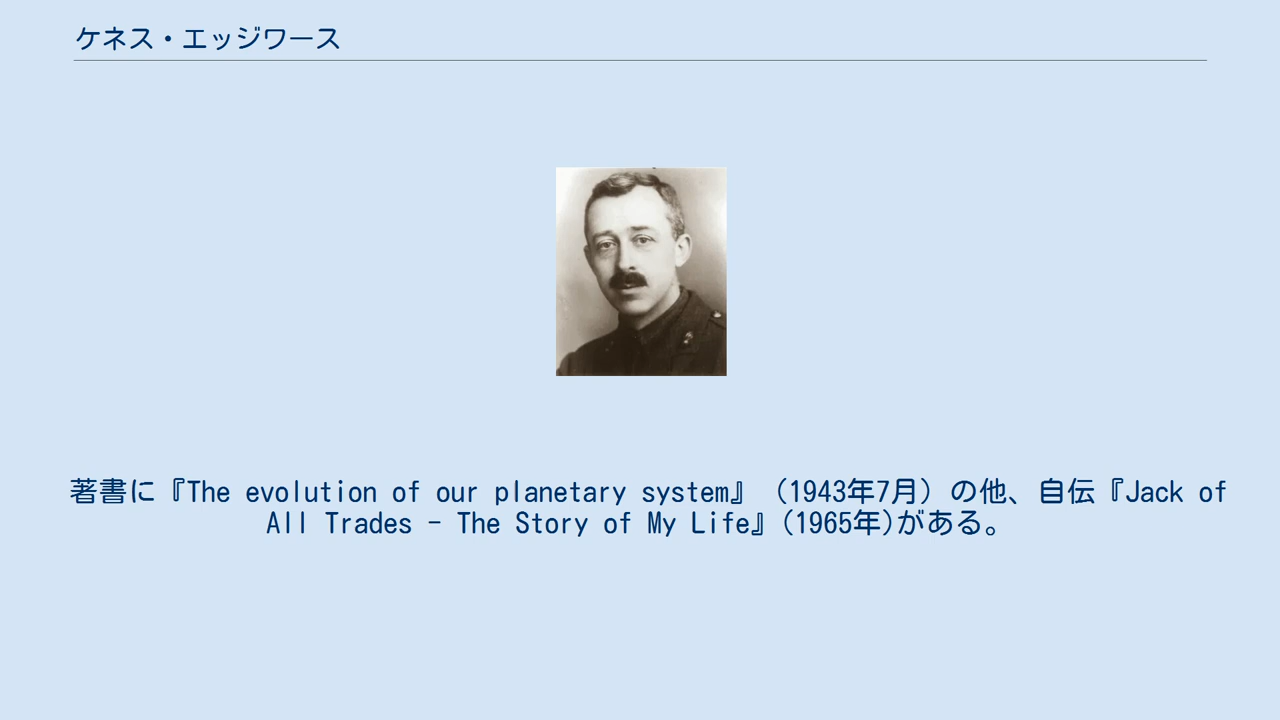 ケネス・エッジワース
著書に『The evolution of our planetary system』（1943年7月）の他、自伝『Jack of
All Trades - The Story of My Life』(1965年)がある。